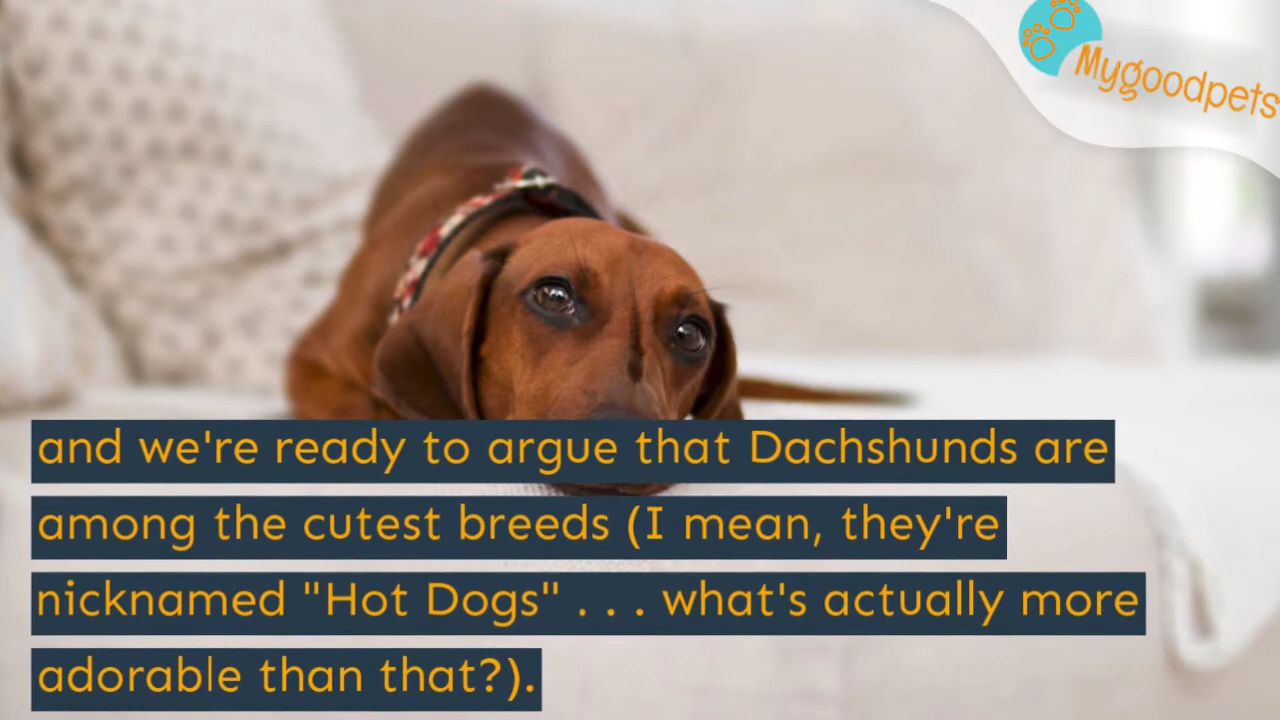 Mygoodpets
and we're ready to argue that Dachshunds are
among the cutest breeds (I mean, they're
nicknamed "Hot Dogs" . . . what's actually more
adorable than that?).